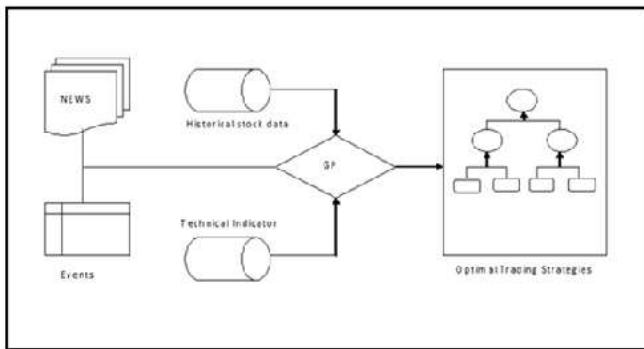 NEWS
Historical stock data
GP
Technical Indicator
Events
Optimal Trading Strategies